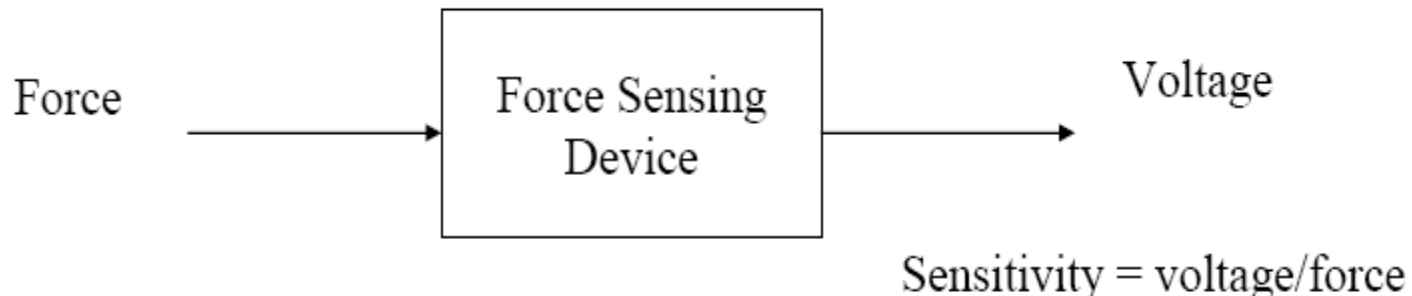 Force
Force Sensing
Device
Voltage
Sensitivity = voltage/force